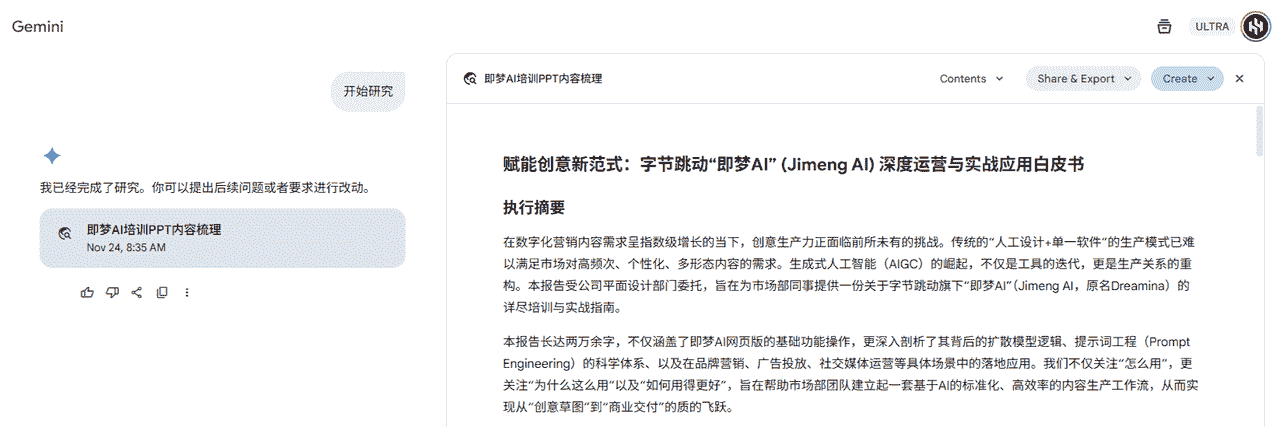 Gemini
ULTRA
开始研究
我已经完成了研究。你可以提出后续问题或者要求进行改动。
即梦AI培训PPT内容梳理
Nov 24, 8:35 AM
即梦AI培训PPT内容梳理
Contents
Share & Export
Create
赋能创意新范式：字节跳动“即梦AI” (Jimeng AI) 深度运营与实战应用白皮书
执行摘要
在数字化营销内容需求呈指数级增长的当下，创意生产力正面临前所未有的挑战。传统的“人工设计+单一软件”的生产模式已难
以满足市场对高频次、个性化、多形态内容的需求。生成式人工智能（AIGC）的崛起，不仅是工具的迭代，更是生产关系的重
构。本报告受公司平面设计部门委托，旨在为市场部同事提供一份关于字节跳动旗下“即梦AI”（Jimeng AI，原名Dreamina）的
详尽培训与实战指南。
本报告长达两万余字，不仅涵盖了即梦AI网页版的基础功能操作，更深入剖析了其背后的扩散模型逻辑、提示词工程（Prompt
Engineering）的科学体系、以及在品牌营销、广告投放、社交媒体运营等具体场景中的落地应用。我们不仅关注“怎么用”，更
关注“为什么这么用”以及“如何用得更好”，旨在帮助市场部团队建立起一套基于AI的标准化、高效率的内容生产工作流，从而实
现从“创意草图”到“商业交付”的质的飞跃。